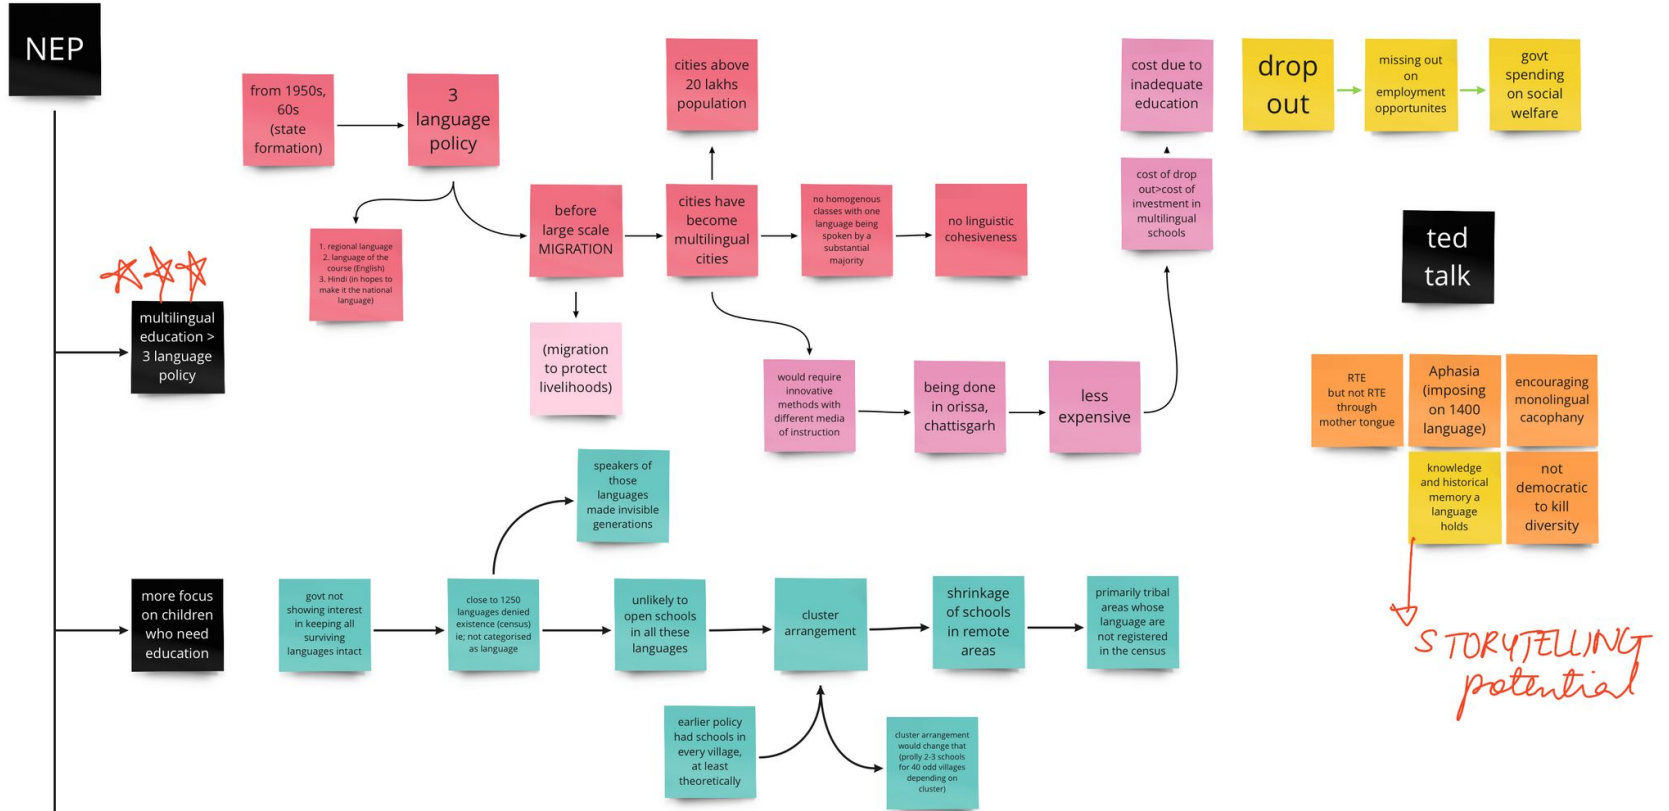 NEP
from 1950s,
60s
(state
formation)
3
language
policy
cities above
20 lakhs
population
cost due to
inadequate
education
drop
out
missing out
on
employment
opportunites
govt
spending
on social
welfare
1. regional language
2. language of the
course (English)
3. Hindi (in hopes to
make it the national
language)
before
large scale
MIGRATION
cities have
become
multilingual
cities
no homogenous
classes with one
language being
spoken by a
substantial
majority
no linguistic
cohesiveness
cost of drop
out>cost of
investment in
multilingual
schools
ted
talk
multilingual
education >
3 language
policy
(migration
to protect
livelihoods)
would require
innovative
methods with
different media
of instruction
being done
in orissa,
chattisgarh
less
expensive
RTE
but not RTE
through
mother tongue
Aphasia
(imposing
on 1400
language)
encouraging
monolingual
cacophany
knowledge
and historical
memory a
language
holds
not
democratic
to kill
diversity
STORYTELLING
potential
speakers of
those
languages
made invisible
generations
more focus
on children
who need
education
govt not
showing interest
in keeping all
surviving
languages intact
close to 1250
languages denied
existence (census)
ie; not categorised
as language
unlikely to
open schools
in all these
languages
cluster
arrangement
shrinkage
of schools
in remote
areas
primarily tribal
areas whose
language are
not registered
in the census
earlier policy
had schools in
every village,
at least
theoretically
cluster arrangement
would change that
(prolly 2-3 schools
for 40 odd villages
depending on
cluster)